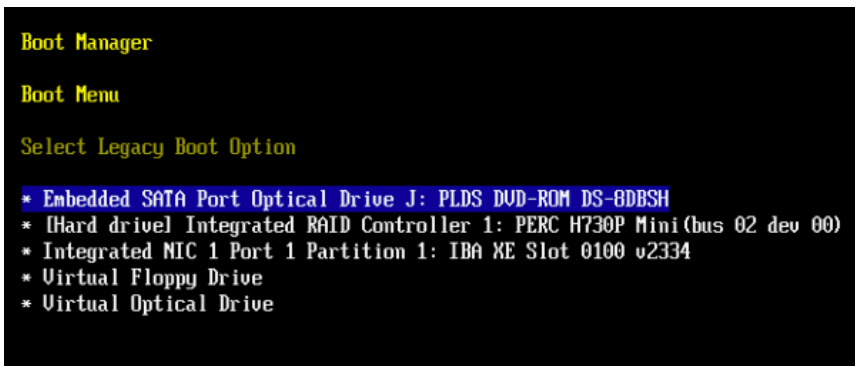 Boot Manager
Boot Menu
Select Legacy Boot Option
* Embedded SATA Port Optical Drive J: PLDS DVD-ROM DS-8DBSH
* [Hard drive] Integrated RAID Controller 1: PERC H730P Mini(bus 02 dev 00)
* Integrated NIC 1 Port 1 Partition 1: IBA XE Slot 0100 v2334
* Virtual Floppy Drive
* Virtual Optical Drive